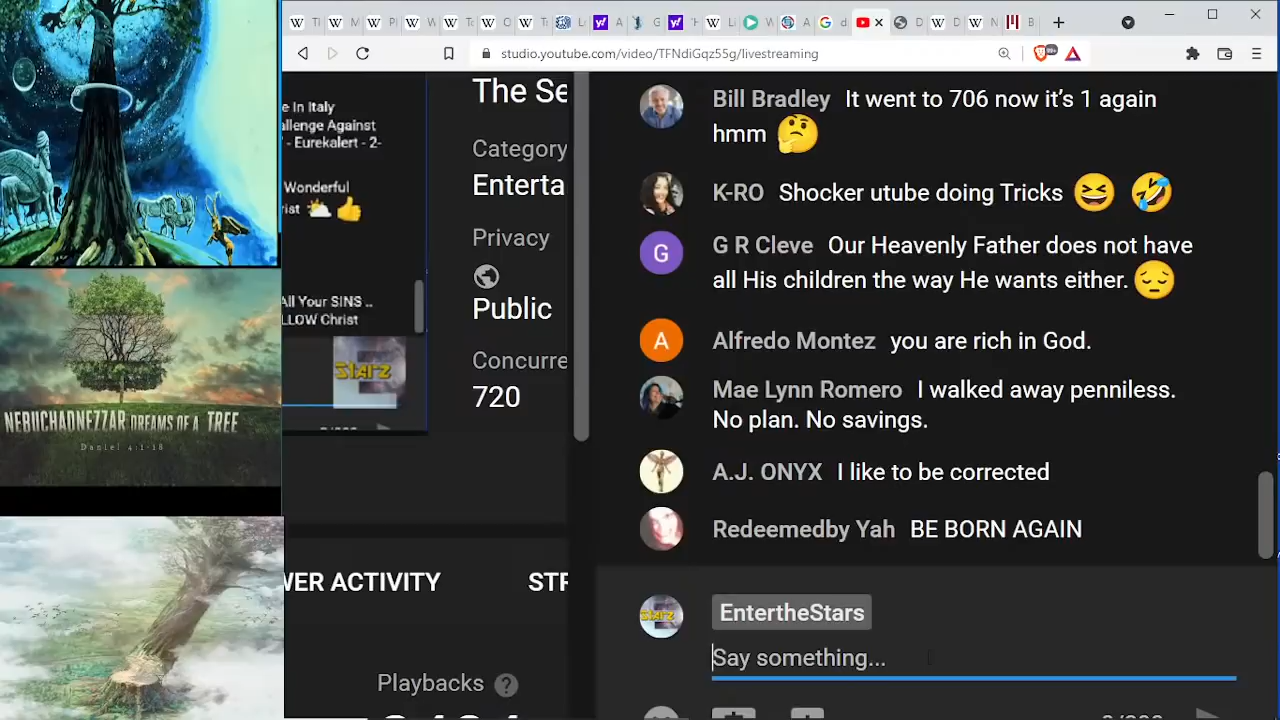 studio.youtube.com/video/TFNdiGqz55g/livestreaming
NEBUCHADNEZZAR DREAMS OF A TREE
Daniel 4:1-18
e In Italy
allenge Against
- Eurekalert - 2-
Wonderful
All Your SINS ..
LLOW Christ
Starz
The Se
Category
Enterta
Privacy
Public
Concurre
720
WER ACTIVITY
STR
Playbacks ?
Bill Bradley It went to 706 now it’s 1 again
hmm 🤔
K-RO Shocker utube doing Tricks 😆 🤣
G G R Cleve Our Heavenly Father does not have
all His children the way He wants either. 😔
A Alfredo Montez you are rich in God.
Mae Lynn Romero I walked away penniless.
No plan. No savings.
A.J. ONYX I like to be corrected
Redeemedby Yah BE BORN AGAIN
EntertheStars
Say something...